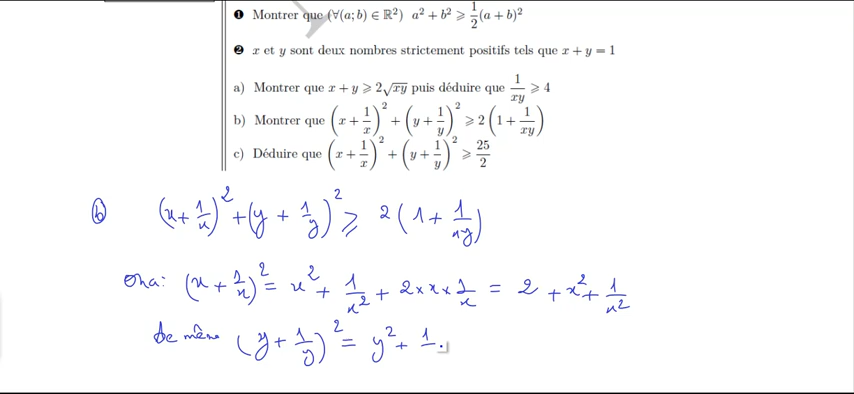 ❶ Montrer que (∀(a; b) ∈ ℝ²) a² + b² ⩾ 1/2 (a + b)²
❷ x et y sont deux nombres strictement positifs tels que x + y = 1
a) Montrer que x + y ⩾ 2√xy puis déduire que 1/xy ⩾ 4
b) Montrer que (x + 1/x)² + (y + 1/y)² ⩾ 2(1 + 1/xy)
c) Déduire que (x + 1/x)² + (y + 1/y)² ⩾ 25/2
ⓑ (x + 1/x)² + (y + 1/y)² ⩾ 2(1 + 1/xy)
On a : (x + 1/x)² = x² + 1/x² + 2 × x × 1/x = 2 + x² + 1/x²
de même (y + 1/y)² = y² + 1